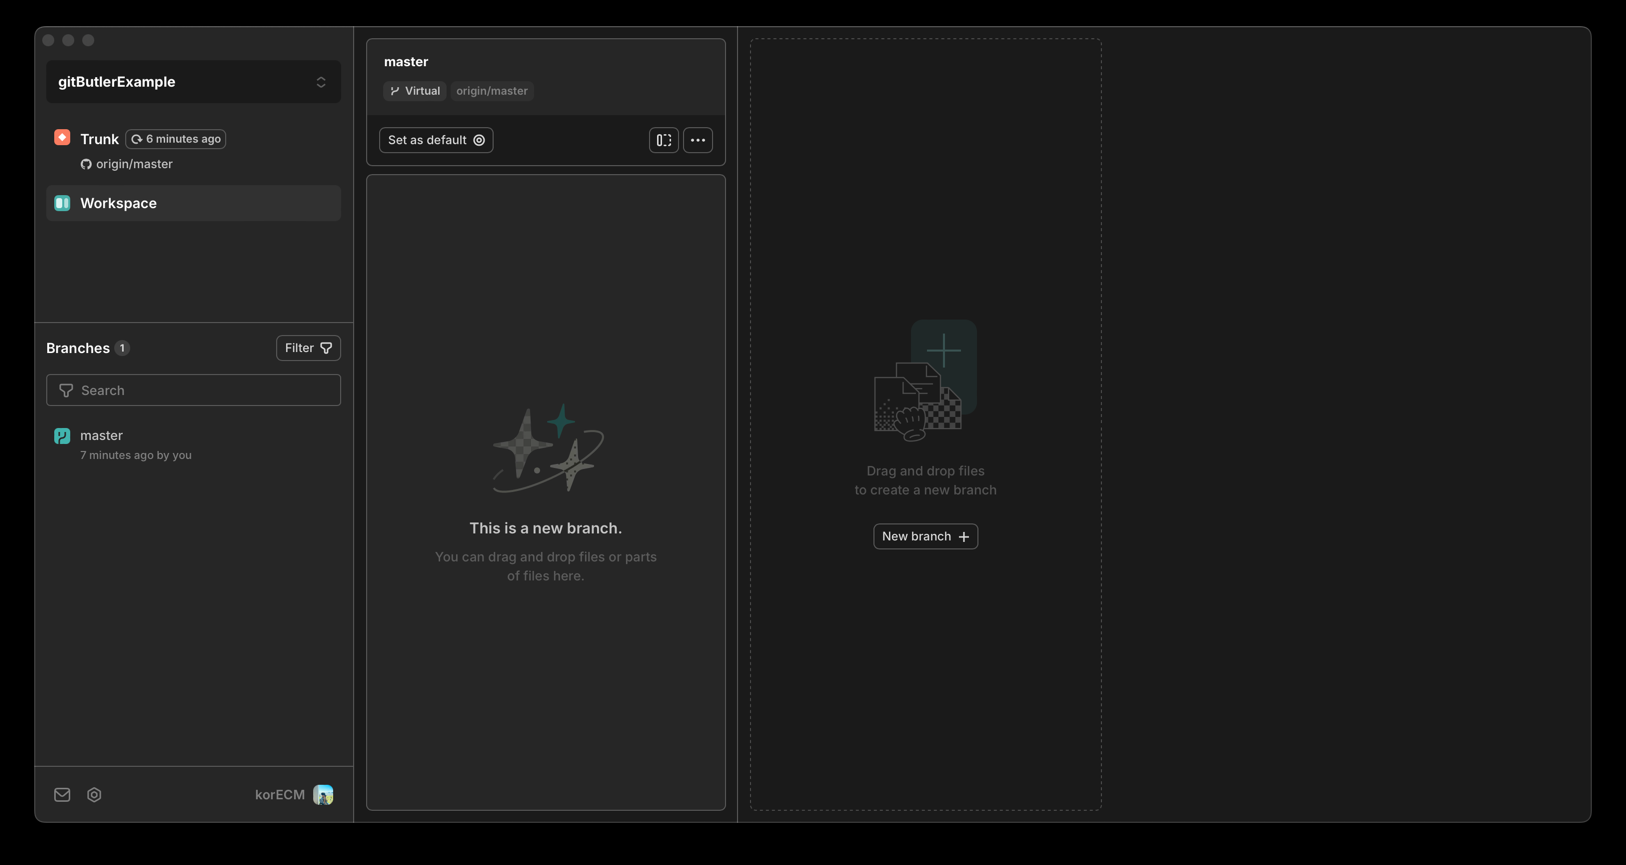 gitButlerExample
Trunk 6 minutes ago
origin/master
Workspace
Branches 1
Filter
Search
master
7 minutes ago by you
korECM
master
Virtual origin/master
Set as default
This is a new branch.
You can drag and drop files or parts
of files here.
Drag and drop files
to create a new branch
New branch